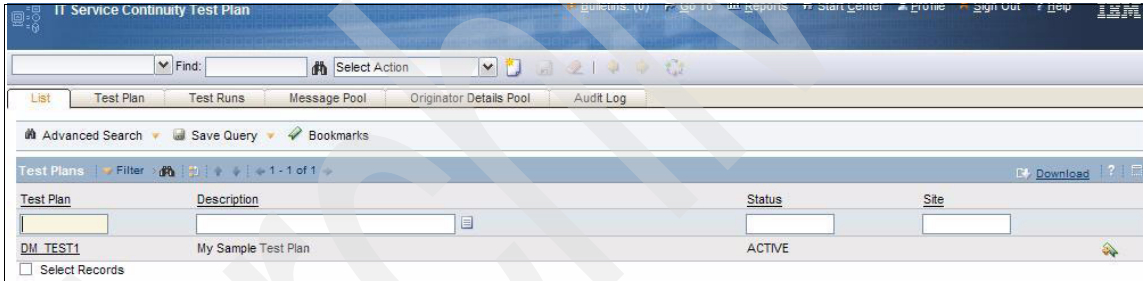 IT Service Continuity Test Plan
Bulletins: (0) Go To Reports Start Center Profile Sign Out ? Help IBM
Find: Select Action
List Test Plan Test Runs Message Pool Originator Details Pool Audit Log
Advanced Search Save Query Bookmarks
Test Plans Filter 1 - 1 of 1 Download ?
Test Plan Description Status Site
DM_TEST1 My Sample Test Plan ACTIVE
Select Records